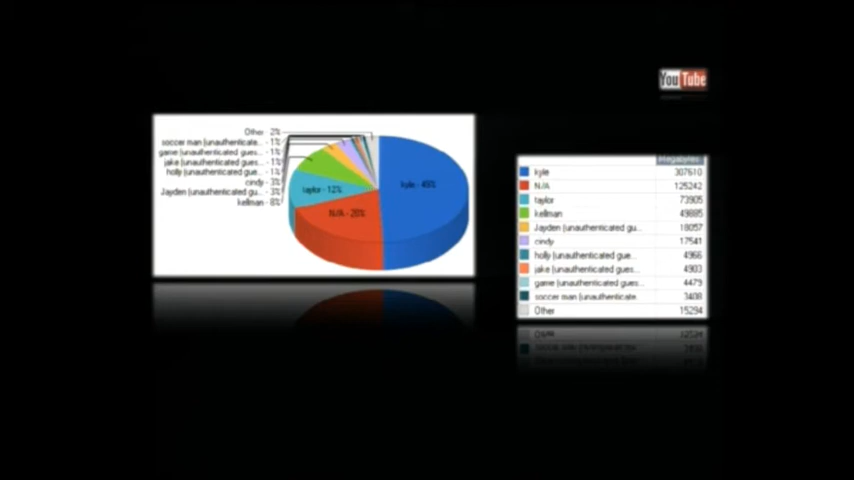 YouTube
Other - 2%
soccer man (unauthenticate... - 1%
game (unauthenticated gues... - 1%
jake (unauthenticated gues... - 1%
holly (unauthenticated gue... - 1%
cindy - 3%
Jayden (unauthenticated gu... - 3%
kellman - 8%
taylor - 12%
N/A - 20%
kyle - 49%
Megabytes
kyle 307610
N/A 125242
taylor 73905
kellman 49885
Jayden (unauthenticated gu... 18057
cindy 17541
holly (unauthenticated gue... 4966
jake (unauthenticated gues... 4903
game (unauthenticated gues... 4479
soccer man (unauthenticate... 3408
Other 15294